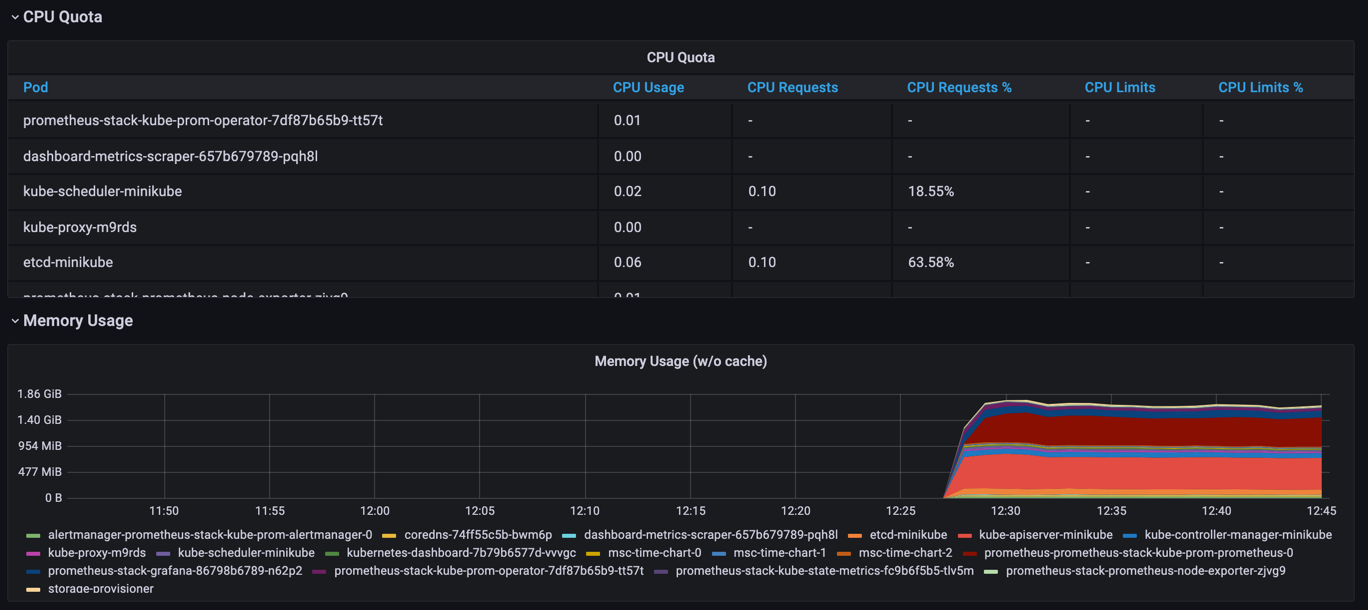 CPU Quota
CPU Quota
Pod CPU Usage CPU Requests CPU Requests % CPU Limits CPU Limits %
prometheus-stack-kube-prom-operator-7df87b65b9-tt57t 0.01 - - - -
dashboard-metrics-scraper-657b679789-pqh8l 0.00 - - - -
kube-scheduler-minikube 0.02 0.10 18.55% - -
kube-proxy-m9rds 0.00 - - - -
etcd-minikube 0.06 0.10 63.58% - -
prometheus-stack-prometheus-node-exporter-zjvg9 0.01
Memory Usage
Memory Usage (w/o cache)
1.86 GiB
1.40 GiB
954 MiB
477 MiB
0 B
11:50 11:55 12:00 12:05 12:10 12:15 12:20 12:25 12:30 12:35 12:40 12:45
alertmanager-prometheus-stack-kube-prom-alertmanager-0 coredns-74ff55c5b-bwm6p dashboard-metrics-scraper-657b679789-pqh8l etcd-minikube kube-apiserver-minikube kube-controller-manager-minikube
kube-proxy-m9rds kube-scheduler-minikube kubernetes-dashboard-7b79b6577d-vvvgc msc-time-chart-0 msc-time-chart-1 msc-time-chart-2 prometheus-prometheus-stack-kube-prom-prometheus-0
prometheus-stack-grafana-86798b6789-n62p2 prometheus-stack-kube-prom-operator-7df87b65b9-tt57t prometheus-stack-kube-state-metrics-fc9b6f5b5-tlv5m prometheus-stack-prometheus-node-exporter-zjvg9
storage-provisioner